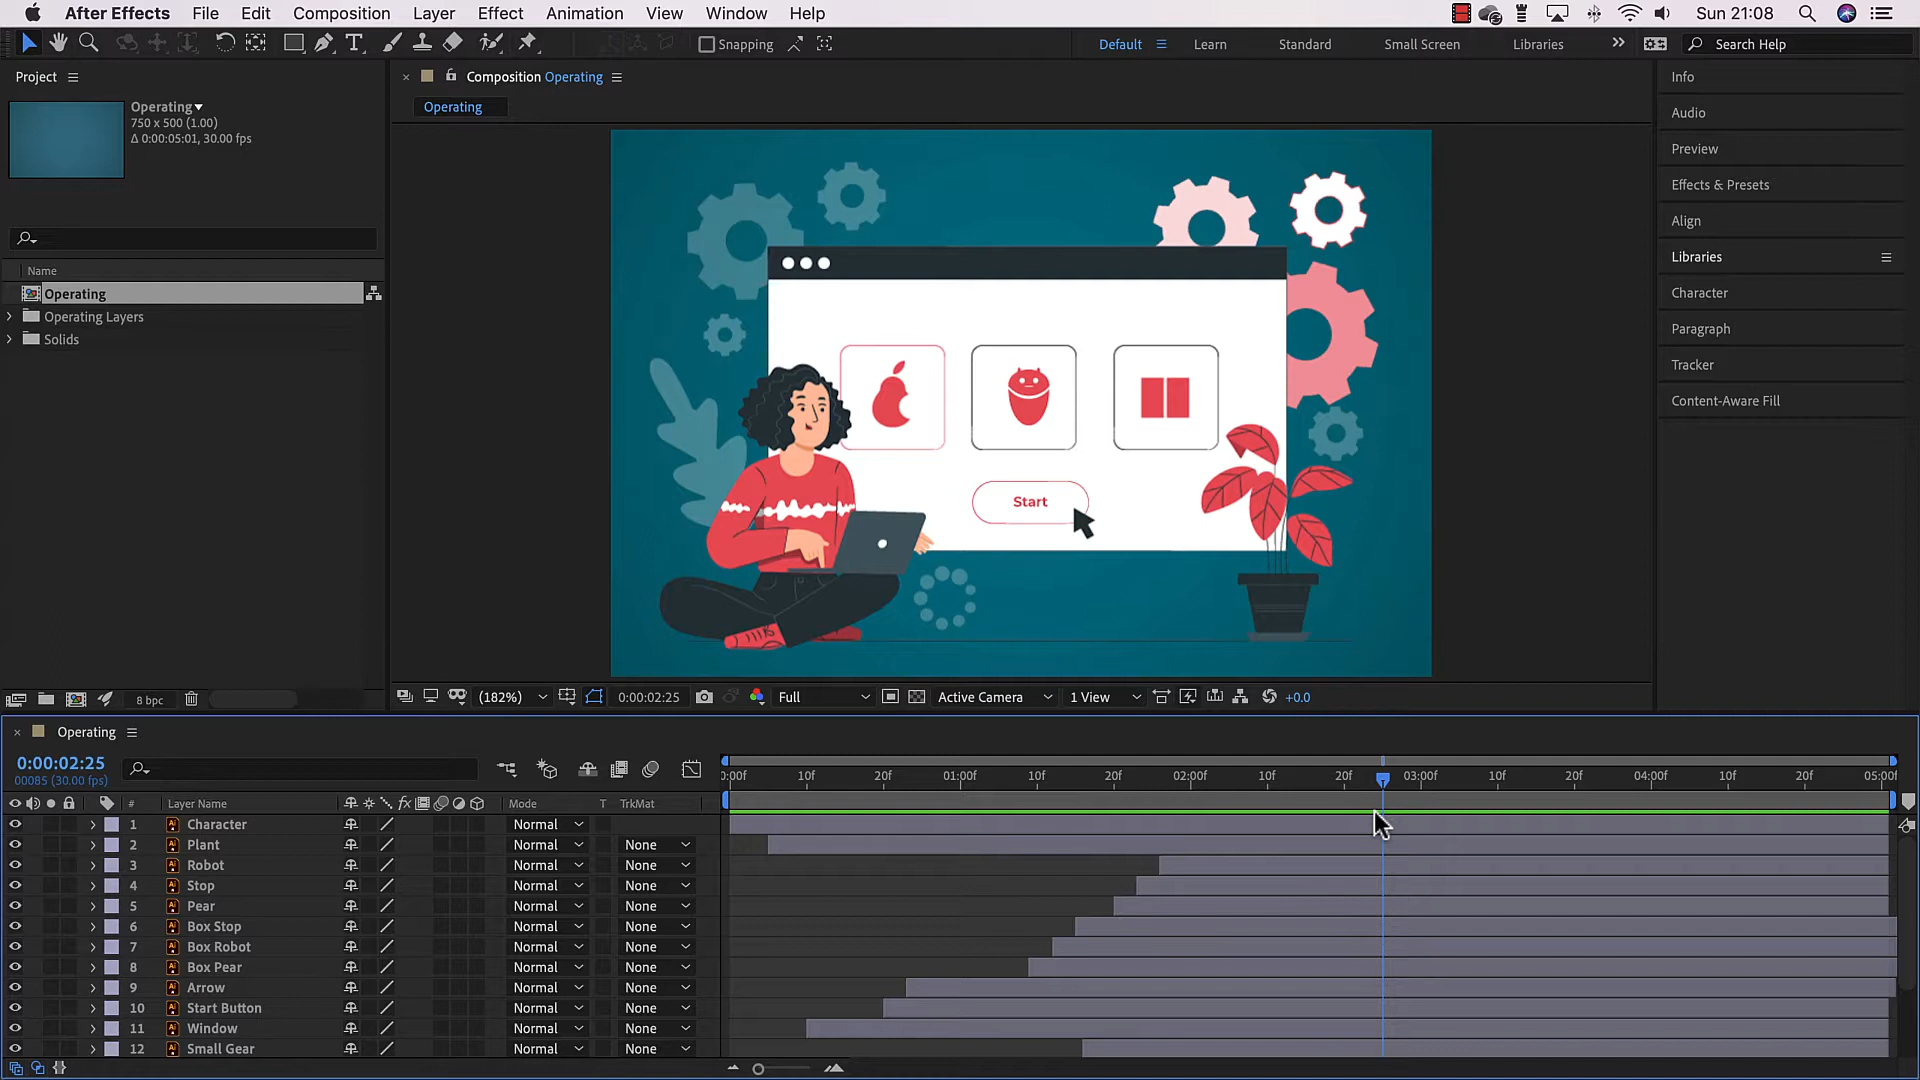 After Effects File Edit Composition Layer Effect Animation View Window Help Sun 21:08
Snapping Default Learn Standard Small Screen Libraries Search Help
Project
Operating
750 x 500 (1.00)
Δ 0:00:05:01, 30.00 fps
Name
Operating
Operating Layers
Solids
8 bpc
Composition Operating
Operating
Start
(182%) 0:00:02:25 Full Active Camera 1 View +0.0
Info
Audio
Preview
Effects & Presets
Align
Libraries
Character
Paragraph
Tracker
Content-Aware Fill
Operating
0:00:02:25
00085 (30.00 fps)
:00f 10f 20f 01:00f 10f 20f 02:00f 10f 20f 03:00f 10f 20f 04:00f 10f 20f 05:00f
# Layer Name fx Mode T TrkMat
1 Character Normal
2 Plant Normal None
3 Robot Normal None
4 Stop Normal None
5 Pear Normal None
6 Box Stop Normal None
7 Box Robot Normal None
8 Box Pear Normal None
9 Arrow Normal None
10 Start Button Normal None
11 Window Normal None
12 Small Gear Normal None